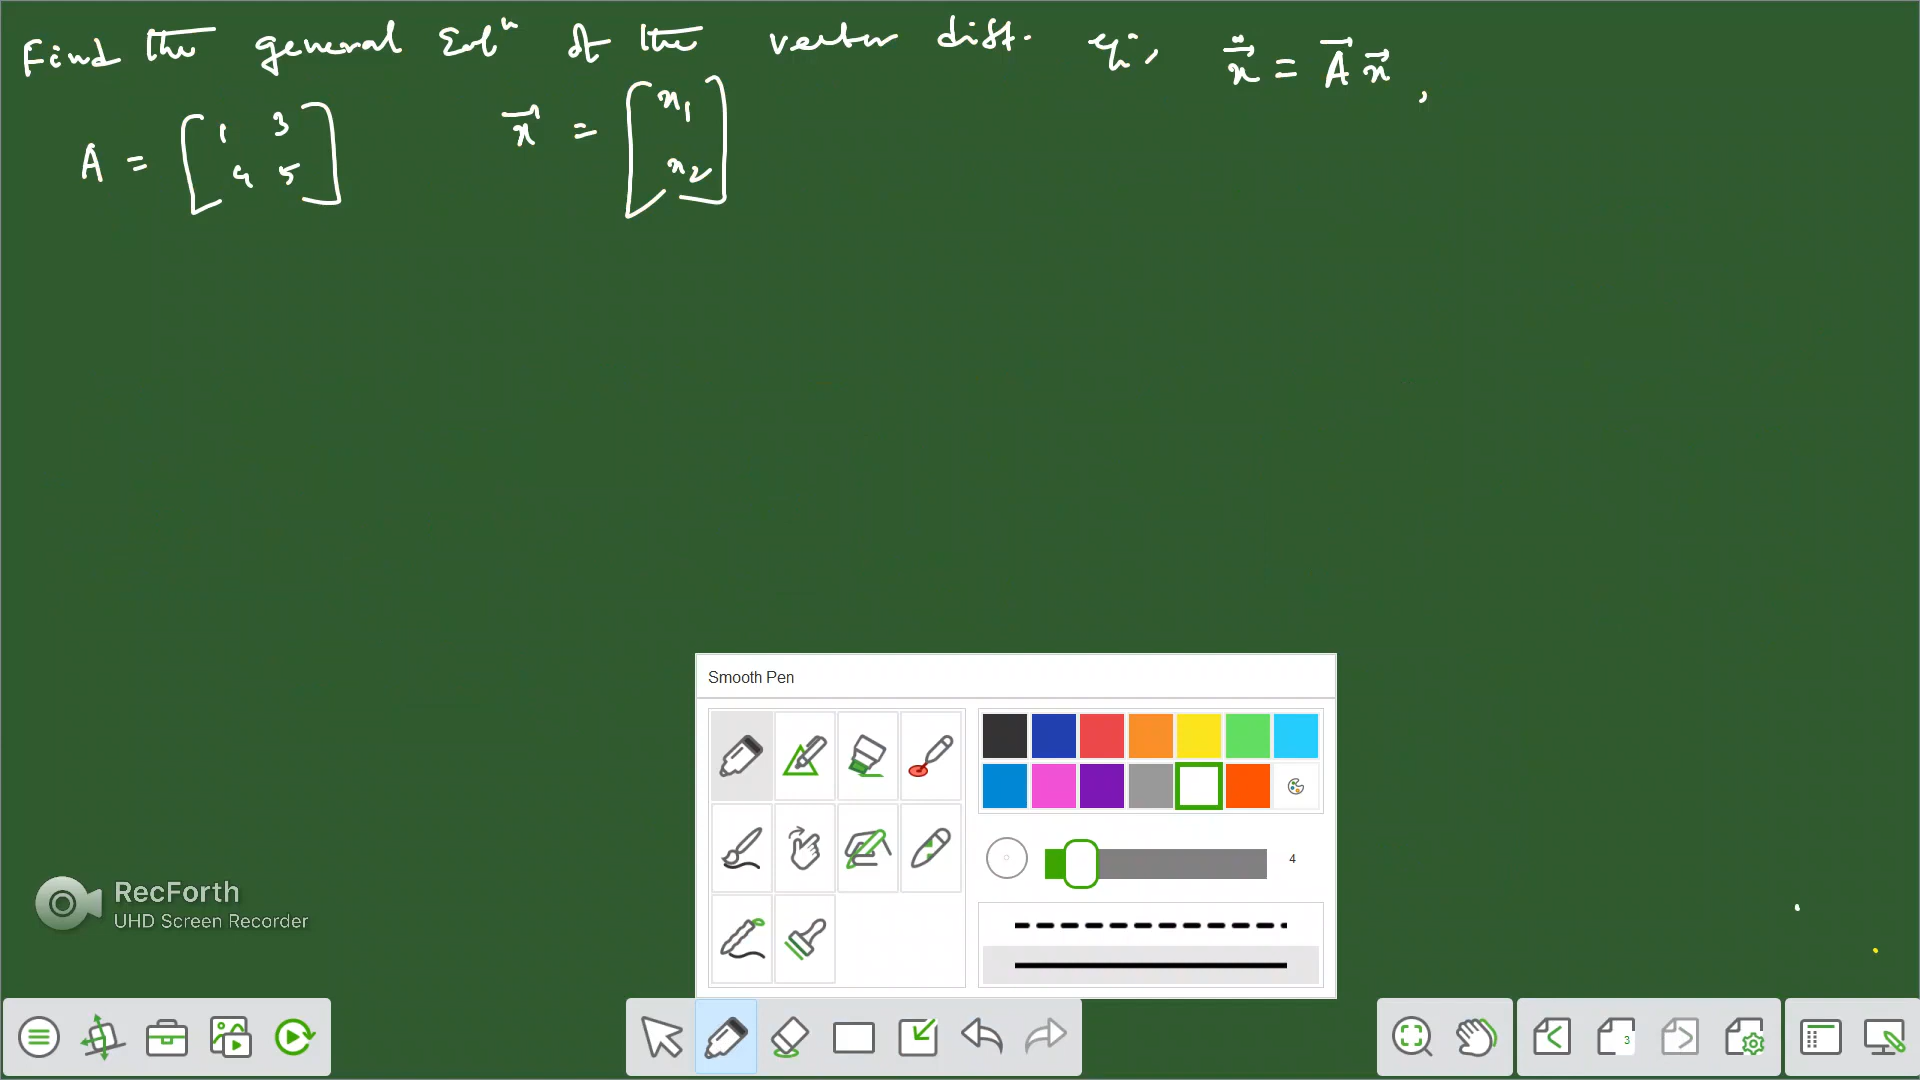 Find the general Solⁿ of the vector diff. eqⁿ, ẍ⃗ = A⃗ x⃗ ,
A = [1 3 x⃗ = [x₁
4 5] x₂]
Smooth Pen
4
RecForth
UHD Screen Recorder
3